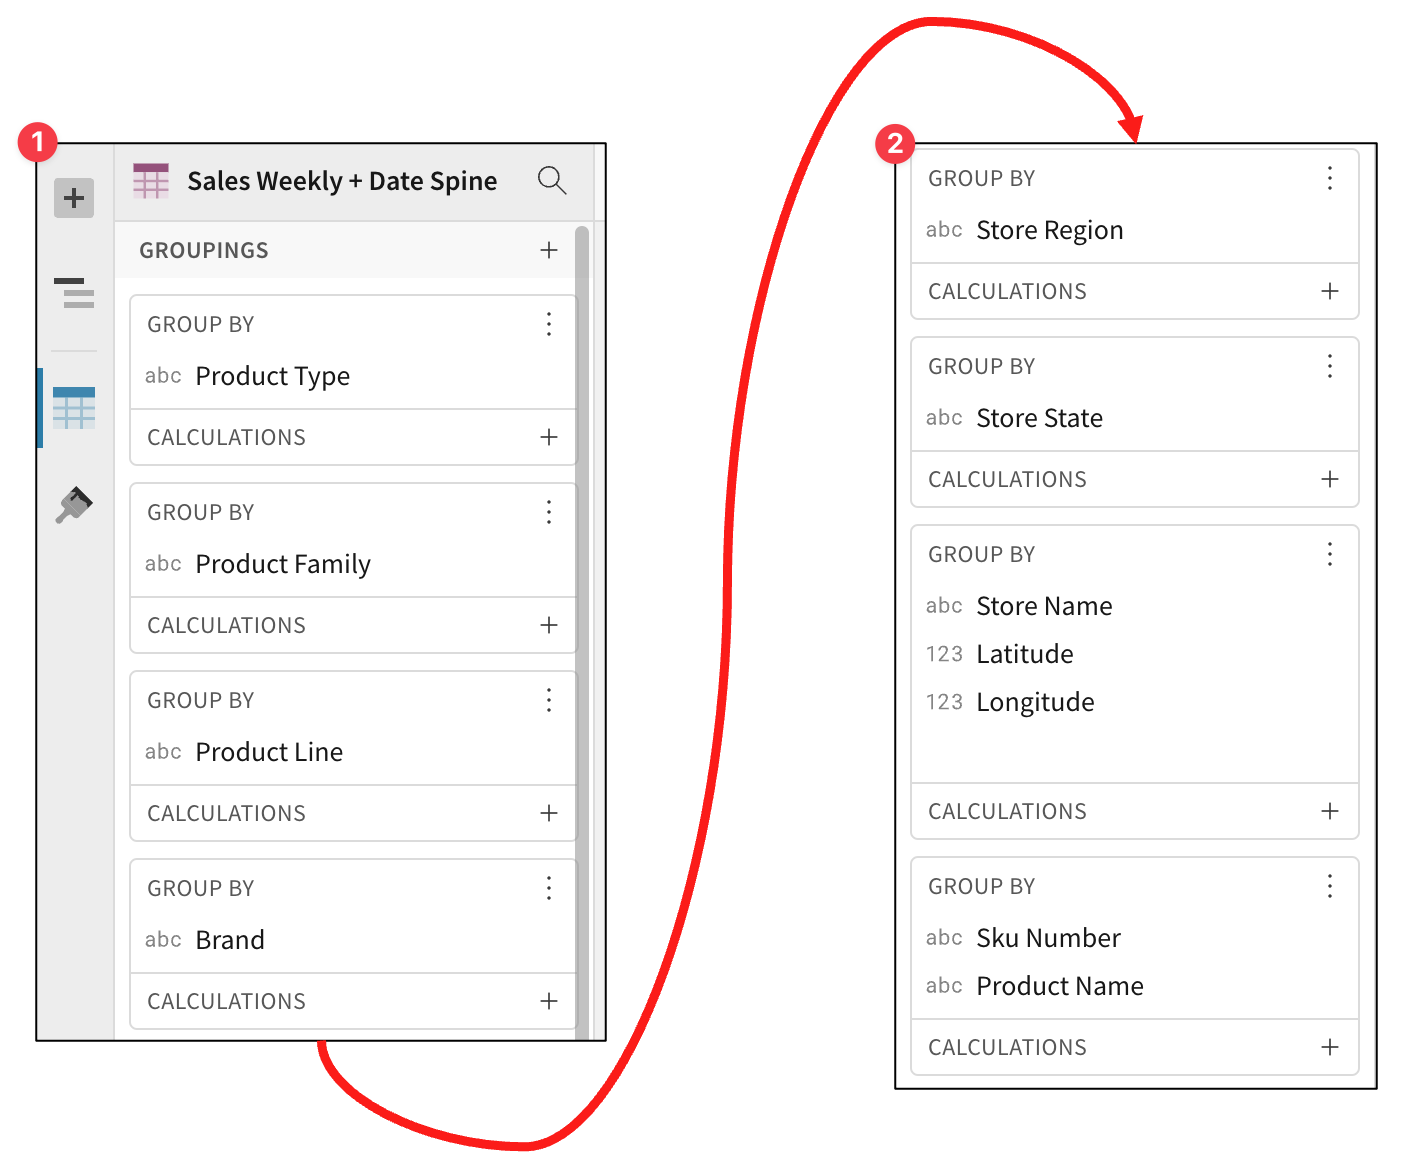 1
Sales Weekly + Date Spine
GROUPINGS
GROUP BY
abc Product Type
CALCULATIONS
GROUP BY
abc Product Family
CALCULATIONS
GROUP BY
abc Product Line
CALCULATIONS
GROUP BY
abc Brand
CALCULATIONS
2
GROUP BY
abc Store Region
CALCULATIONS
GROUP BY
abc Store State
CALCULATIONS
GROUP BY
abc Store Name
123 Latitude
123 Longitude
CALCULATIONS
GROUP BY
abc Sku Number
abc Product Name
CALCULATIONS